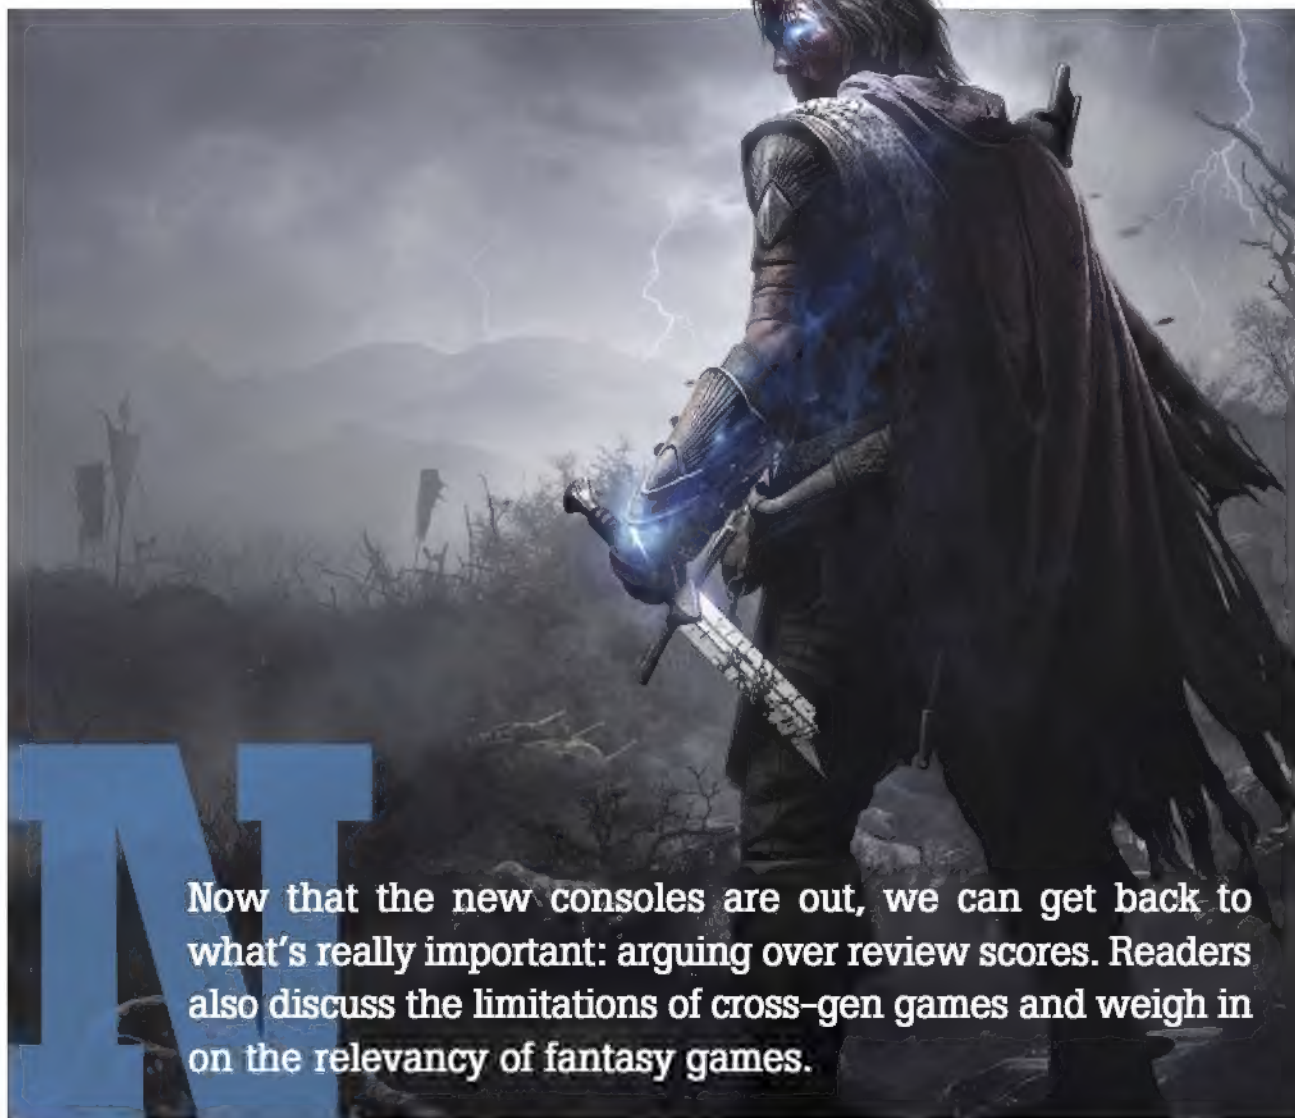 N
Now that the new consoles are out, we can get back to
what's really important: arguing over review scores. Readers
also discuss the limitations of cross-gen games and weigh in
on the relevancy of fantasy games.